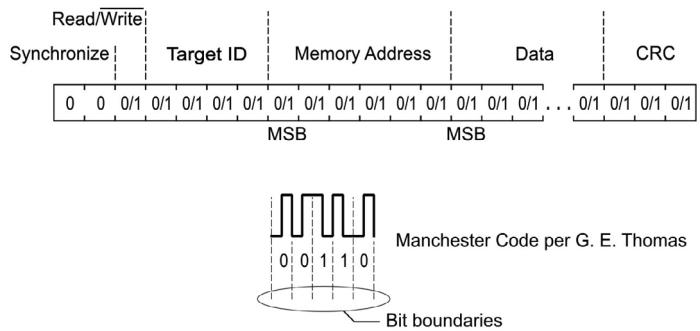 Read/Write
Synchronize Target ID Memory Address Data CRC
0 0 0/1 0/1 0/1 0/1 0/1 0/1 0/1 0/1 0/1 0/1 0/1 0/1 0/1 0/1 ... 0/1 0/1 0/1 0/1
MSB MSB
Manchester Code per G. E. Thomas
0 0 1 1 0
Bit boundaries